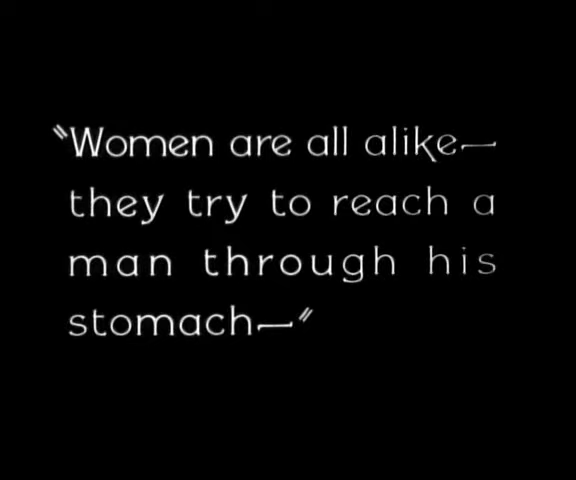 "Women are all alike—
they try to reach a
man through his
stomach—"